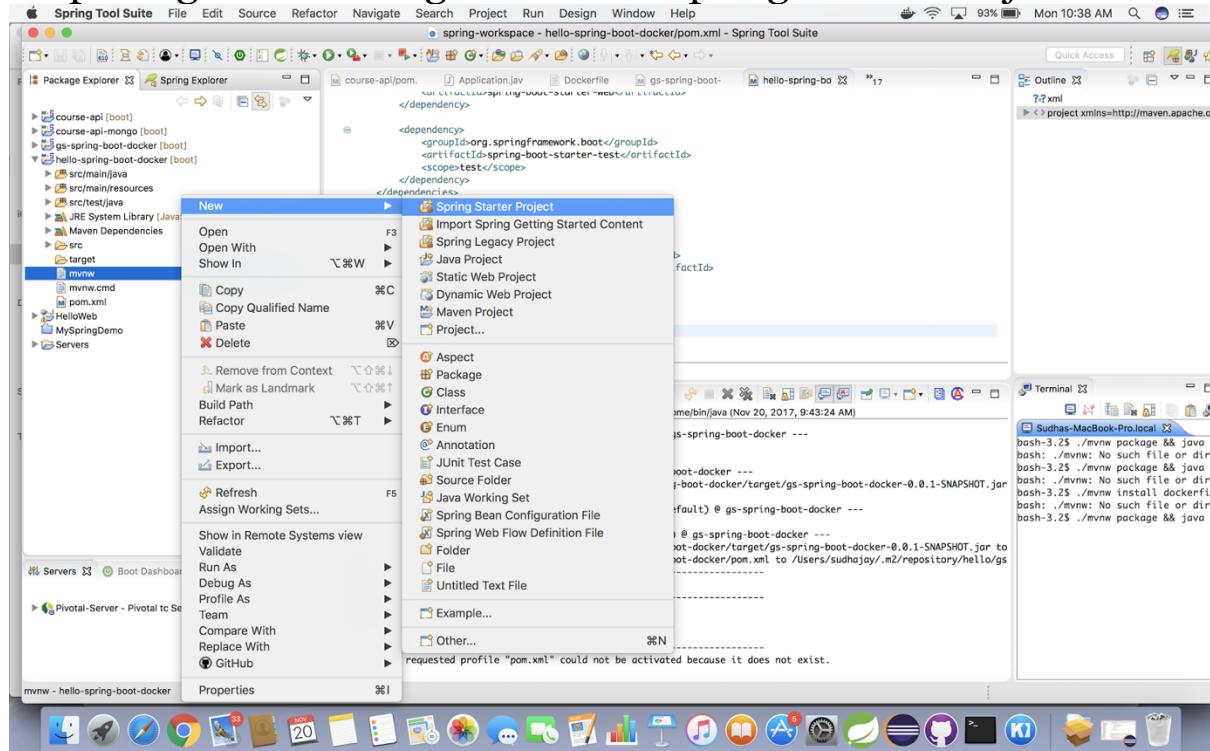 Spring Tool Suite File Edit Source Refactor Navigate Search Project Run Design Window Help 93% Mon 10:38 AM
spring-workspace - hello-spring-boot-docker/pom.xml - Spring Tool Suite
Quick Access
Package Explorer Spring Explorer
course-api [boot]
course-api-mongo [boot]
gs-spring-boot-docker [boot]
hello-spring-boot-docker [boot]
src/main/java
src/main/resources
src/test/java
JRE System Library [Java
Maven Dependencies
src
target
mvnw
mvnw.cmd
pom.xml
HelloWeb
MySpringDemo
Servers
course-api/pom. Application.jav Dockerfile gs-spring-boot- hello-spring-bo »17
<artifactId>spring-boot-starter-web</artifactId>
</dependency>
<dependency>
<groupId>org.springframework.boot</groupId>
<artifactId>spring-boot-starter-test</artifactId>
<scope>test</scope>
</dependency>
</dependencies>
factId>
Outline
?-? xml
<> project xmlns=http://maven.apache.o
New
Open F3
Open With
Show In ⌥⌘W
Copy ⌘C
Copy Qualified Name
Paste ⌘V
Delete ⌦
Remove from Context ⌥⇧⌘↓
Mark as Landmark ⌥⇧⌘↑
Build Path
Refactor ⌥⌘T
Import...
Export...
Refresh F5
Assign Working Sets...
Show in Remote Systems view
Validate
Run As
Debug As
Profile As
Team
Compare With
Replace With
GitHub
Properties ⌘I
Spring Starter Project
Import Spring Getting Started Content
Spring Legacy Project
Java Project
Static Web Project
Dynamic Web Project
Maven Project
Project...
Aspect
Package
Class
Interface
Enum
Annotation
JUnit Test Case
Source Folder
Java Working Set
Spring Bean Configuration File
Spring Web Flow Definition File
Folder
File
Untitled Text File
Example...
Other... ⌘N
ome/bin/java (Nov 20, 2017, 9:43:24 AM)
gs-spring-boot-docker ---
boot-docker ---
g-boot-docker/target/gs-spring-boot-docker-0.0.1-SNAPSHOT.jar
efault) @ gs-spring-boot-docker ---
) @ gs-spring-boot-docker ---
oot-docker/target/gs-spring-boot-docker-0.0.1-SNAPSHOT.jar to
oot-docker/pom.xml to /Users/sudhajay/.m2/repository/hello/gs
------------------
------------------
------------------
requested profile "pom.xml" could not be activated because it does not exist.
Terminal
Sudhas-MacBook-Pro.local
bash-3.2$ ./mvnw package && java
bash: ./mvnw: No such file or dir
bash-3.2$ ./mvnw package && java
bash: ./mvnw: No such file or dir
bash-3.2$ ./mvnw install dockerfi
bash: ./mvnw: No such file or dir
bash-3.2$ ./mvnw package && java
Servers Boot Dashboar
Pivotal-Server - Pivotal tc Se
mvnw - hello-spring-boot-docker
33
NOV
20
5